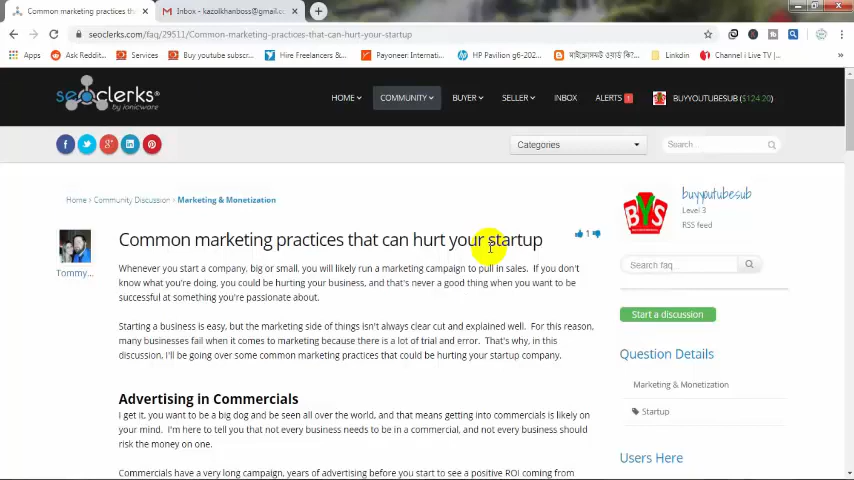 Common marketing practices th
Inbox - kazolkhanboss@gmail.co
seoclerks.com/faq/29511/Common-marketing-practices-that-can-hurt-your-startup
Apps
Ask Reddit...
Services
Buy youtube subscr...
Hire Freelancers &...
Payoneer: Internati...
HP Pavilion g6-202...
মাইক্রোসফট ওয়ার্ড কি?...
Linkdin
Channel i Live TV |...
seoclerks
by ionicware
HOME
COMMUNITY
BUYER
SELLER
INBOX
ALERTS 1
BUYYOUTUBESUB ($124.20)
Categories
Search...
Home › Community Discussion › Marketing & Monetization
buyyoutubesub
Level 3
RSS feed
BYS
Tommy...
Common marketing practices that can hurt your startup
1
Whenever you start a company, big or small, you will likely run a marketing campaign to pull in sales. If you don't
know what you're doing, you could be hurting your business, and that's never a good thing when you want to be
successful at something you're passionate about.
Search faq...
Starting a business is easy, but the marketing side of things isn't always clear cut and explained well. For this reason,
many businesses fail when it comes to marketing because there is a lot of trial and error. That's why, in this
discussion, I'll be going over some common marketing practices that could be hurting your startup company.
Start a discussion
Question Details
Marketing & Monetization
Startup
Advertising in Commercials
I get it, you want to be a big dog and be seen all over the world, and that means getting into commercials is likely on
your mind. I'm here to tell you that not every business needs to be in a commercial, and not every business should
risk the money on one.
Users Here
Commercials have a very long campaign, years of advertising before you start to see a positive ROI coming from